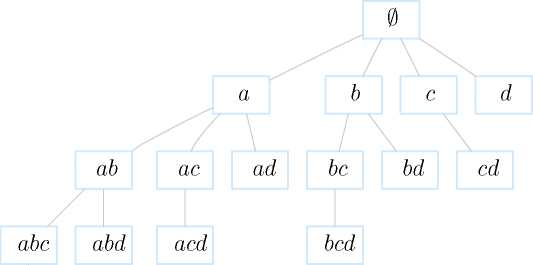 ∅
a b c d
ab ac ad bc bd cd
abc abd acd bcd